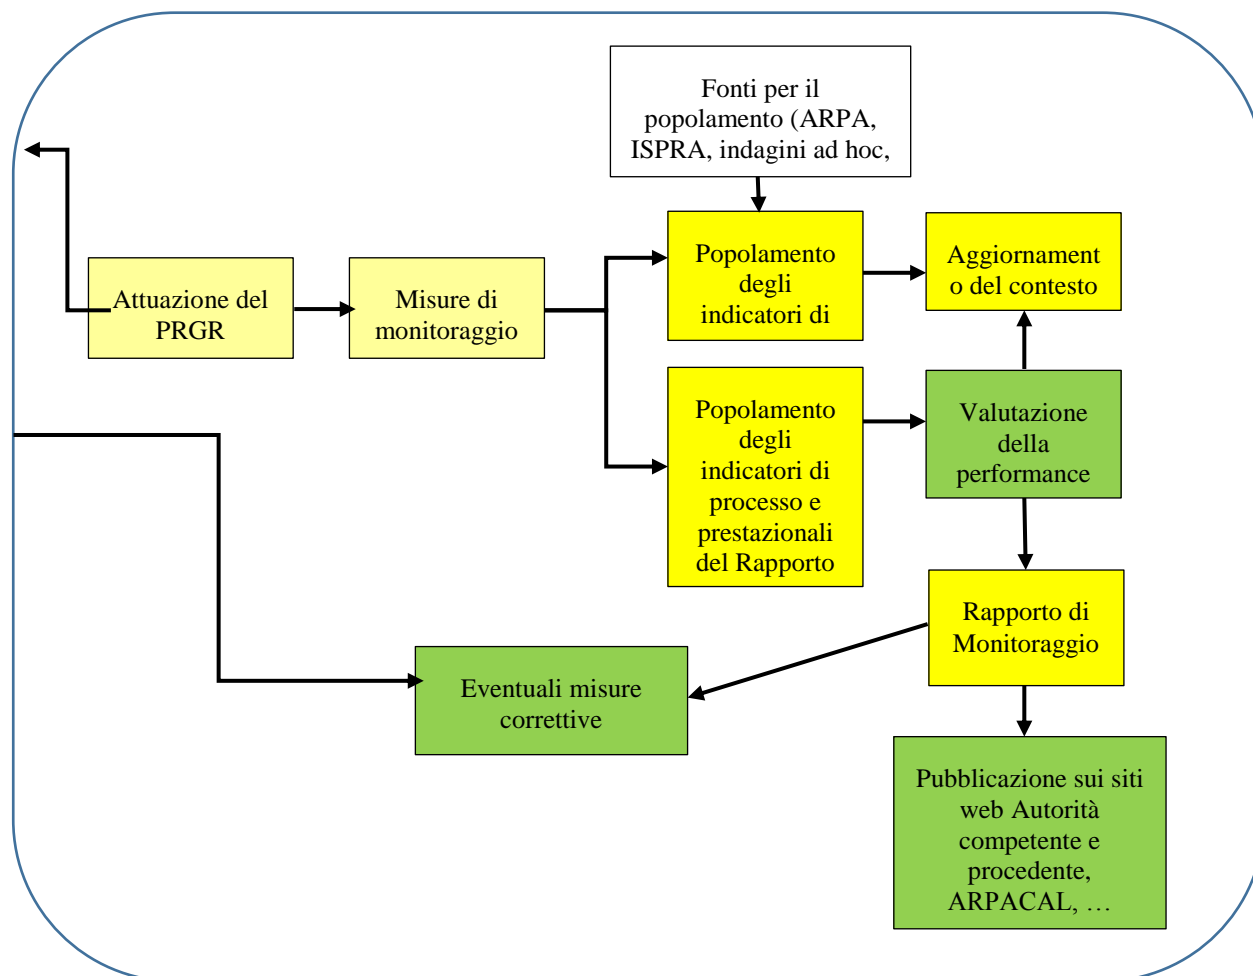 Fonti per il
popolamento (ARPA,
ISPRA, indagini ad hoc,
Attuazione del
PRGR
Misure di
monitoraggio
Popolamento
degli
indicatori di
Aggiornament
o del contesto
Popolamento
degli
indicatori di
processo e
prestazionali
del Rapporto
Valutazione
della
performance
Rapporto di
Monitoraggio
Eventuali misure
correttive
Pubblicazione sui siti
web Autorità
competente e
procedente,
ARPACAL, …